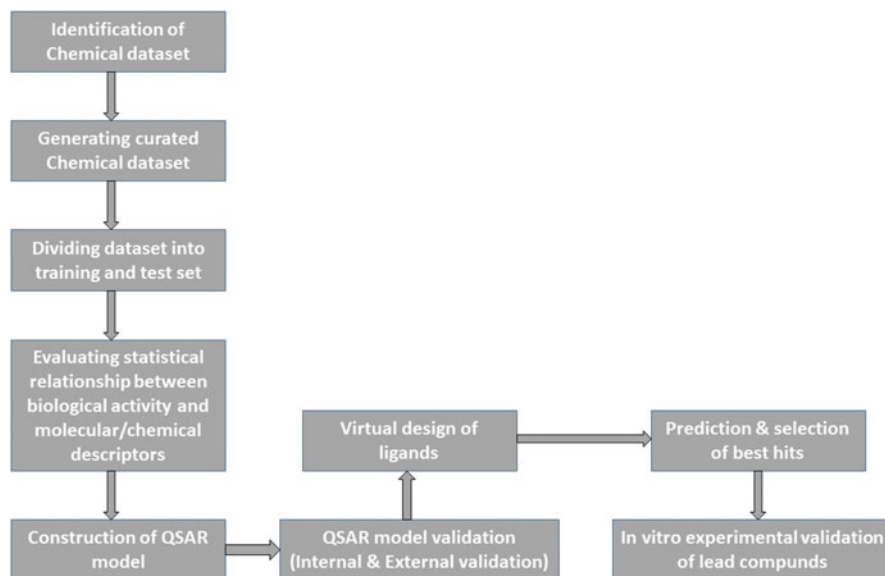 Identification of
Chemical dataset
Generating curated
Chemical dataset
Dividing dataset into
training and test set
Evaluating statistical
relationship between
biological activity and
molecular/chemical
descriptors
Construction of QSAR
model
QSAR model validation
(Internal & External validation)
Virtual design of
ligands
Prediction & selection
of best hits
In vitro experimental validation
of lead compunds